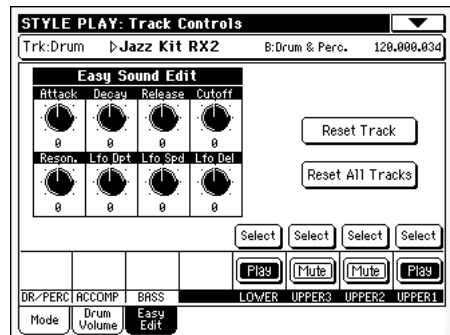 STYLE PLAY: Track Controls
Trk:Drum ▷Jazz Kit RX2 B:Drum & Perc. 120.000.034
Easy Sound Edit
Attack Decay Release Cutoff
0 0 0 0
Reson. Lfo Dpt Lfo Spd Lfo Del
0 0 0 0
Reset Track
Reset All Tracks
Select Select Select Select
Play Mute Mute Play
DR/PERC ACCOMP BASS LOWER UPPER3 UPPER2 UPPER1
Mode Drum Volume Easy Edit